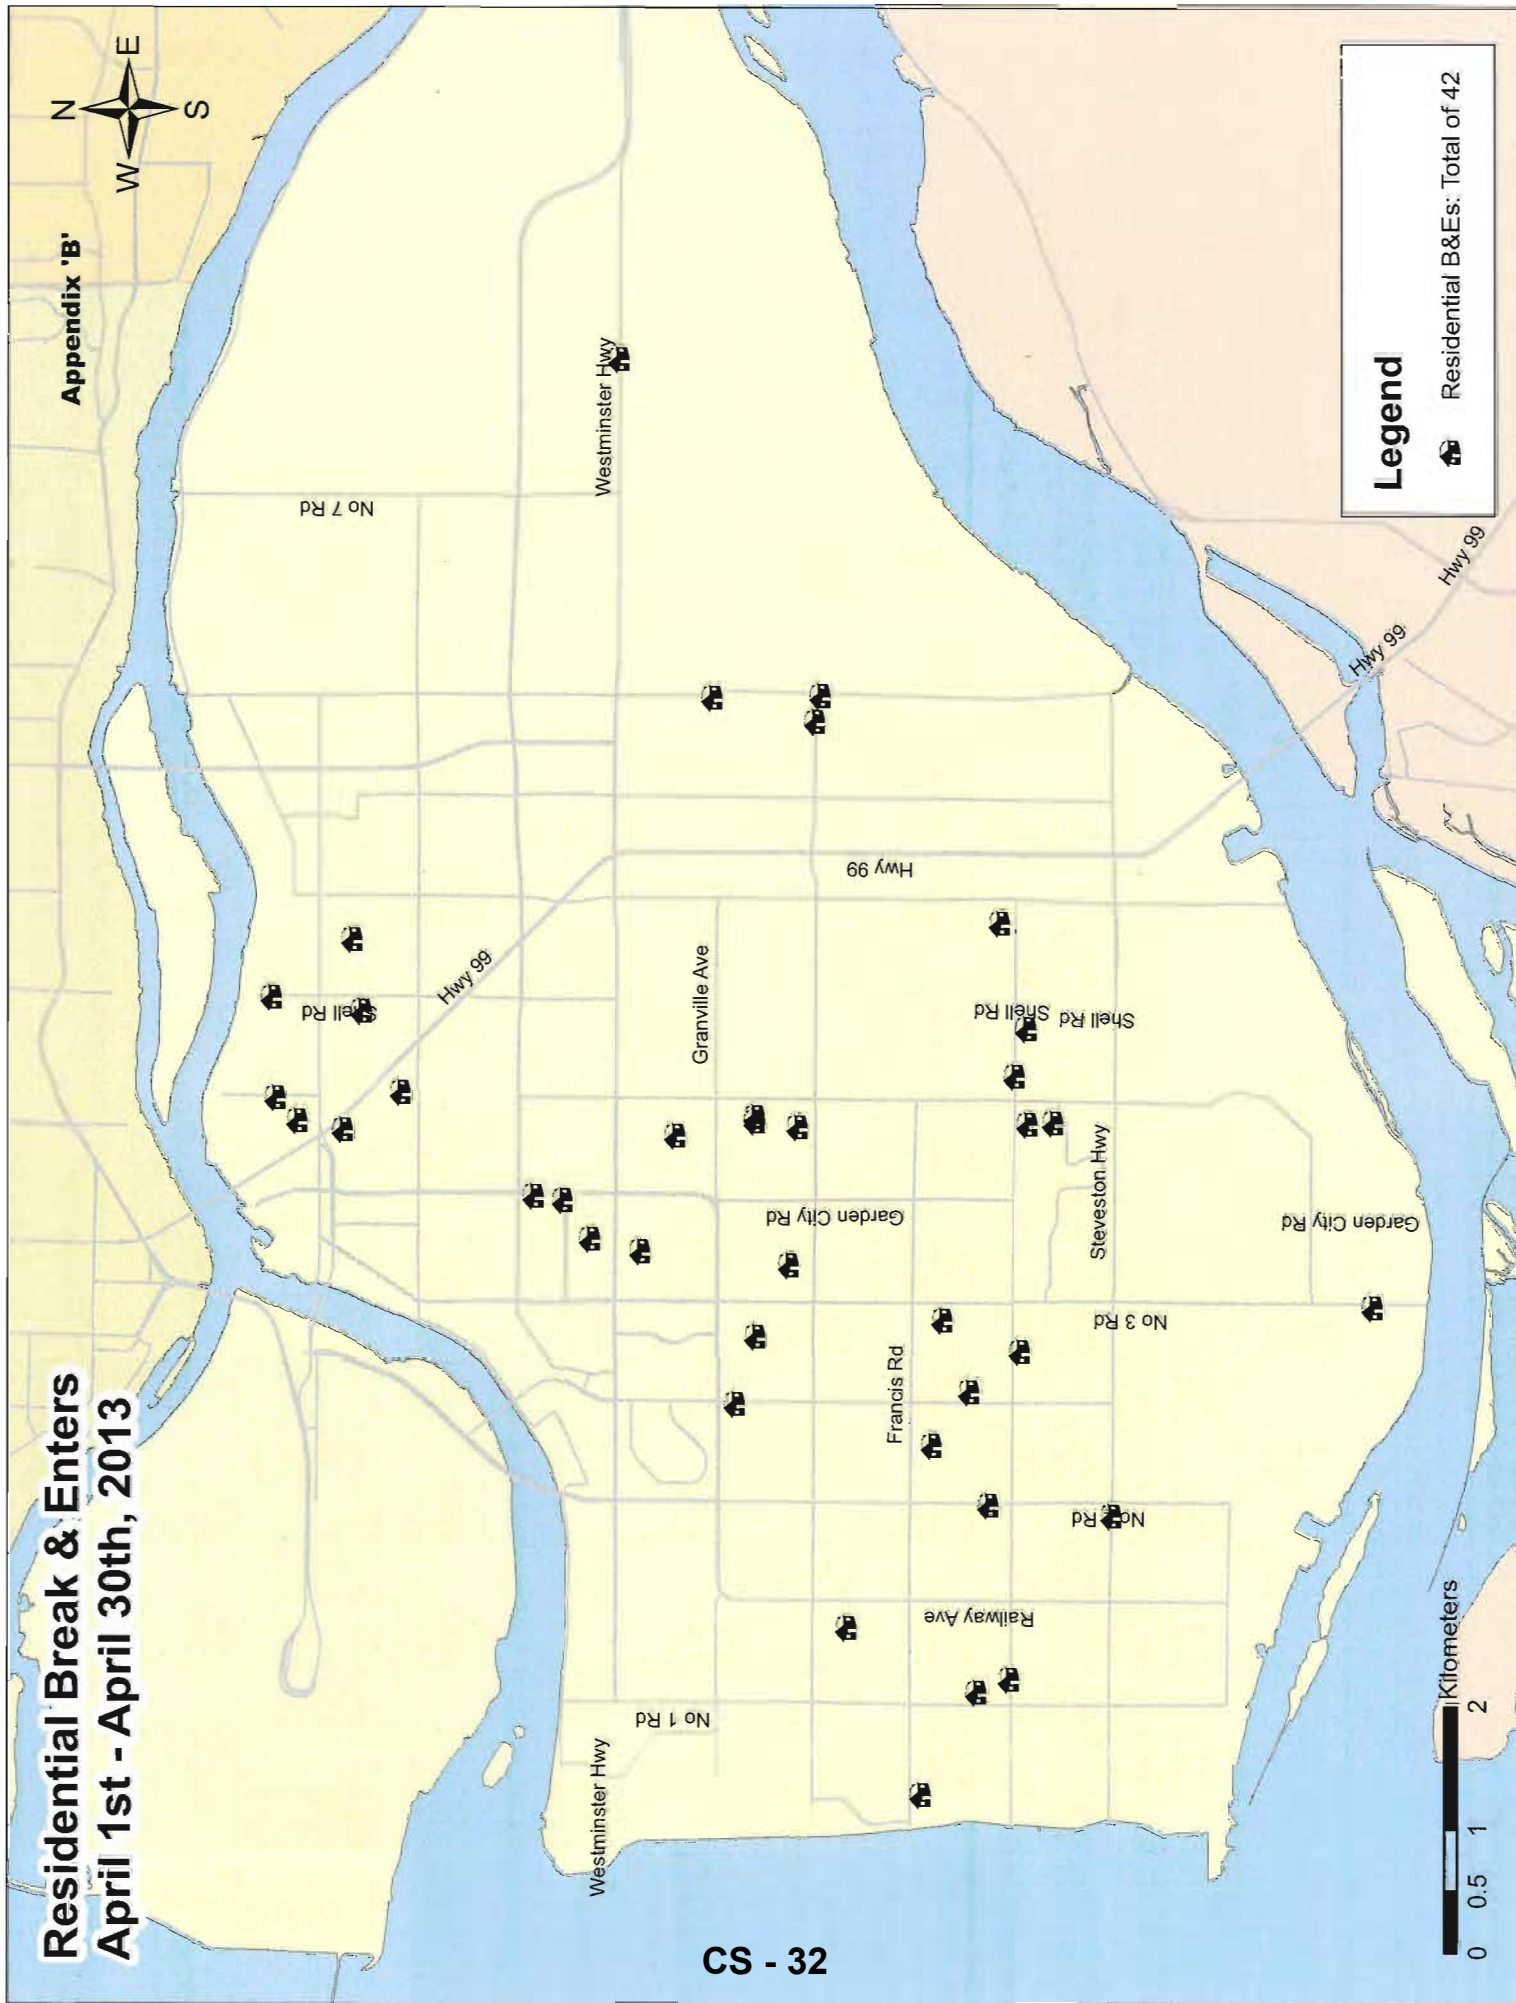 Residential Break & Enters
April 1st - April 30th, 2013
Appendix 'B'
N
W
E
S
No 7 Rd
Westminster Hwy
Shell Rd
Hwy 99
Granville Ave
Hwy 99
Shell Rd
Shell Rd
Garden City Rd
Steveston Hwy
Garden City Rd
No 3 Rd
Francis Rd
No Rd
Railway Ave
No 1 Rd
Westminster Hwy
Hwy 99
Hwy 99
Legend
Residential B&Es: Total of 42
0 0.5 1 2
Kilometers
CS - 32